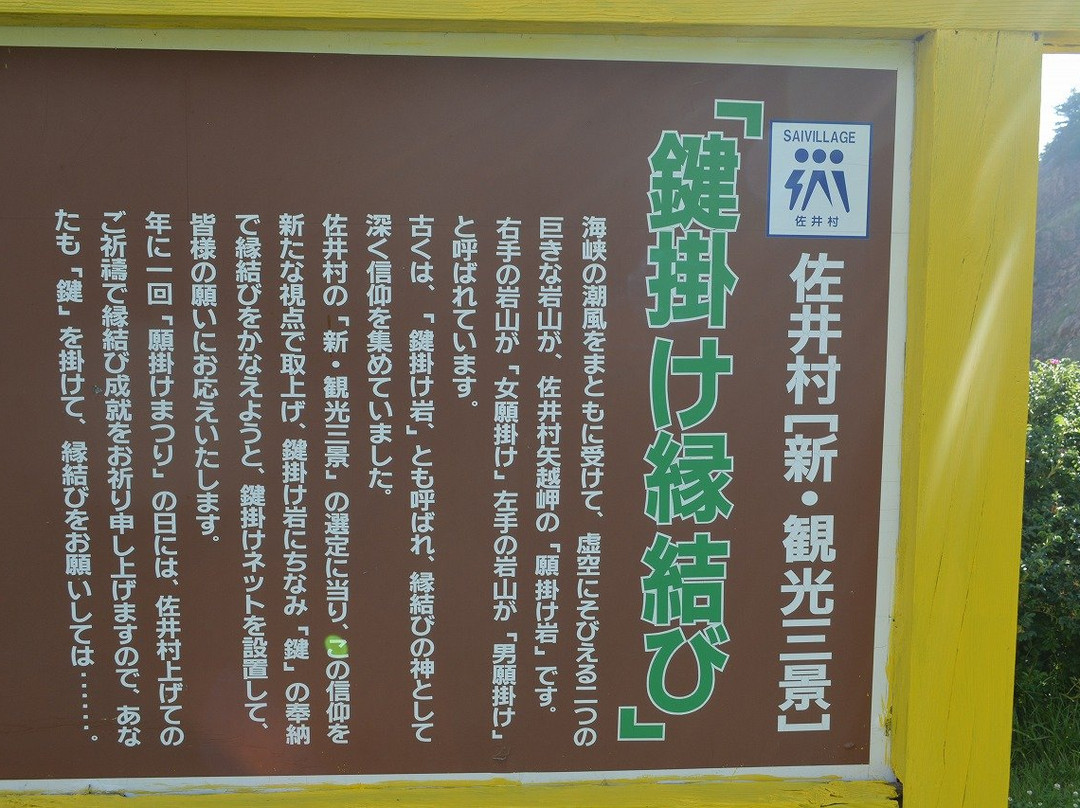 SAIVILLAGE
佐井村
佐井村[新・観光三景]
「鍵掛け縁結び」
海峡の潮風をまともに受けて、虚空にそびえる二つの
巨きな岩山が、佐井村矢越岬の「願掛け岩」です。
右手の岩山が「女願掛け」左手の岩山が「男願掛け」
と呼ばれています。
古くは、「鍵掛け岩」とも呼ばれ、縁結びの神として
深く信仰を集めていました。
佐井村の「新・観光三景」の選定に当り、この信仰を
新たな視点で取上げ、鍵掛け岩にちなみ「鍵」の奉納
で縁結びをかなえようと、鍵掛けネットを設置して、
皆様の願いにお応えいたします。
年に一回「願掛けまつり」の日には、佐井村上げての
ご祈禱で縁結び成就をお祈り申し上げますので、あな
たも「鍵」を掛けて、縁結びをお願いしては……。